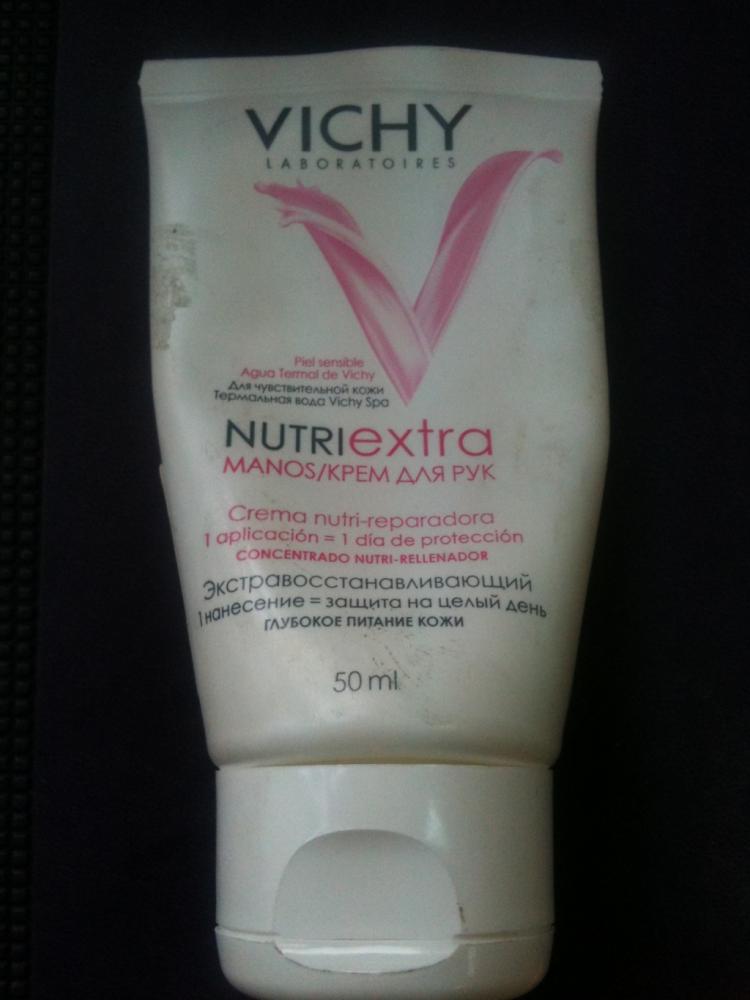 VICHY
LABORATOIRES
Piel sensible
Agua Termal de Vichy
Для чувствительной кожи
Термальная вода Vichy Spa
NUTRIextra
MANOS/КРЕМ ДЛЯ РУК
Crema nutri-reparadora
1 aplicación = 1 día de protección
CONCENTRADO NUTRI-RELLENADOR
Экстравосстанавливающий
1 нанесение = защита на целый день
ГЛУБОКОЕ ПИТАНИЕ КОЖИ
50 ml